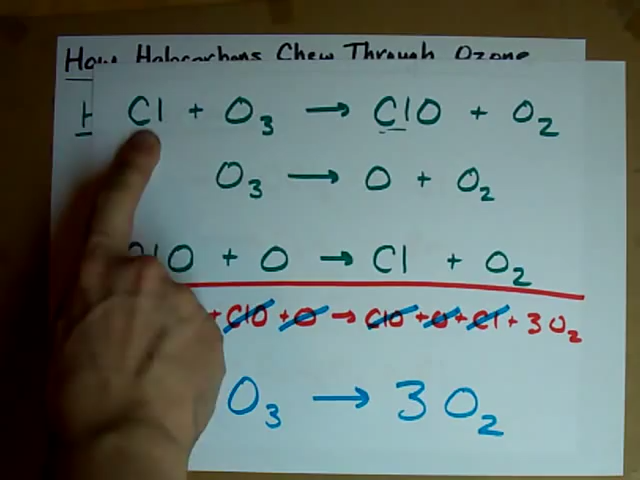 How Halocarbons Chew Through Ozone
Cl + O₃ → ClO + O₂
O₃ → O + O₂
ClO + O → Cl + O₂
+ ClO + O → ClO + O + Cl + 3 O₂
O₃ → 3 O₂